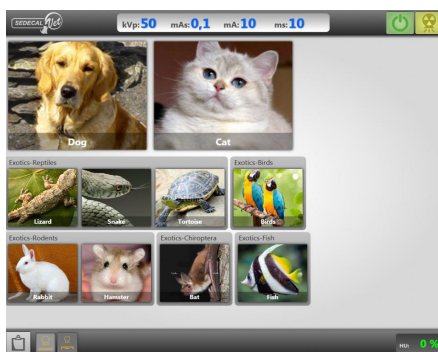 SEDECAL Vet kVp:50 mAs:0,1 mA:10 ms:10
Dog Cat
Exotics-Reptiles Exotics-Birds
Lizard Snake Tortoise Birds
Exotics-Rodents Exotics-Chiroptera Exotics-Fish
Rabbit Hamster Bat Fish
HU: 0 %